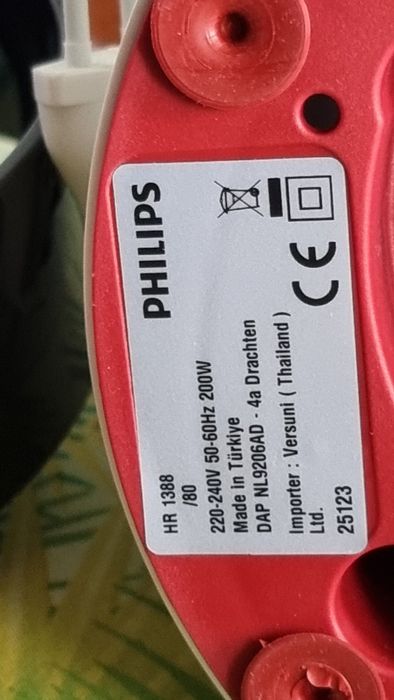 PHILIPS
HR 1388
/80
220-240V 50-60Hz 200W
Made In Türkiye
DAP NL9206AD - 4a Drachten
Importer : Versuni ( Thailand )
Ltd.
25123
CE